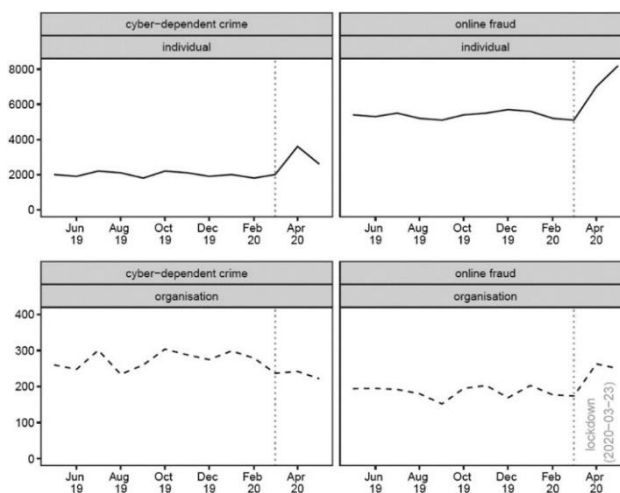 cyber-dependent crime
individual
online fraud
individual
8000
6000
4000
2000
0
Jun 19
Aug 19
Oct 19
Dec 19
Feb 20
Apr 20
Jun 19
Aug 19
Oct 19
Dec 19
Feb 20
Apr 20
cyber-dependent crime
organisation
online fraud
organisation
400
300
200
100
0
lockdown
(2020-03-23)
Jun 19
Aug 19
Oct 19
Dec 19
Feb 20
Apr 20
Jun 19
Aug 19
Oct 19
Dec 19
Feb 20
Apr 20